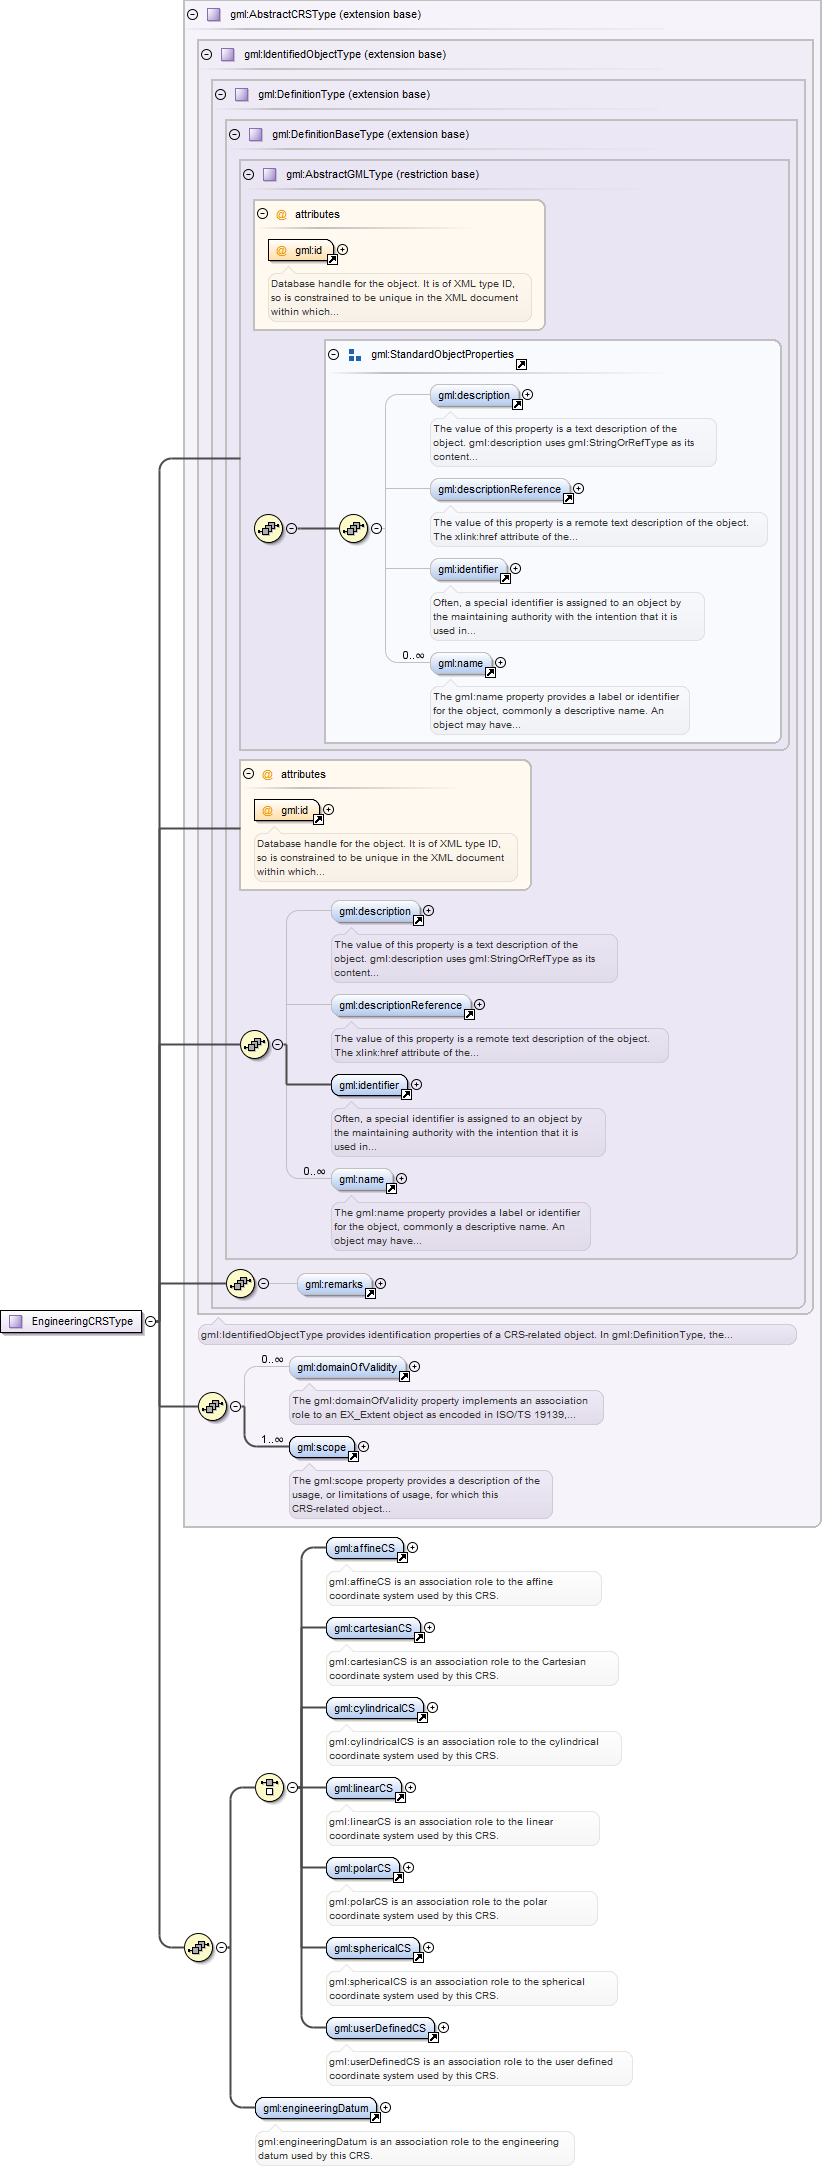 gml:AbstractCRSType (extension base)
gml:IdentifiedObjectType (extension base)
gml:DefinitionType (extension base)
gml:DefinitionBaseType (extension base)
gml:AbstractGMLType (restriction base)
@ attributes
@ gml:id
Database handle for the object. It is of XML type ID,
so is constrained to be unique in the XML document
within which...
gml:StandardObjectProperties
gml:description
The value of this property is a text description of the
object. gml:description uses gml:StringOrRefType as its
content...
gml:descriptionReference
The value of this property is a remote text description of the object.
The xlink:href attribute of the...
gml:identifier
Often, a special identifier is assigned to an object by
the maintaining authority with the intention that it is
used in...
0..∞
gml:name
The gml:name property provides a label or identifier
for the object, commonly a descriptive name. An
object may have...
@ attributes
@ gml:id
Database handle for the object. It is of XML type ID,
so is constrained to be unique in the XML document
within which...
gml:description
The value of this property is a text description of the
object. gml:description uses gml:StringOrRefType as its
content...
gml:descriptionReference
The value of this property is a remote text description of the object.
The xlink:href attribute of the...
gml:identifier
Often, a special identifier is assigned to an object by
the maintaining authority with the intention that it is
used in...
0..∞
gml:name
The gml:name property provides a label or identifier
for the object, commonly a descriptive name. An
object may have...
gml:remarks
EngineeringCRSType
gml:IdentifiedObjectType provides identification properties of a CRS-related object. In gml:DefinitionType, the...
0..∞
gml:domainOfValidity
The gml:domainOfValidity property implements an association
role to an EX_Extent object as encoded in ISO/TS 19139,...
1..∞
gml:scope
The gml:scope property provides a description of the
usage, or limitations of usage, for which this
CRS-related object...
gml:affineCS
gml:affineCS is an association role to the affine
coordinate system used by this CRS.
gml:cartesianCS
gml:cartesianCS is an association role to the Cartesian
coordinate system used by this CRS.
gml:cylindricalCS
gml:cylindricalCS is an association role to the cylindrical
coordinate system used by this CRS.
gml:linearCS
gml:linearCS is an association role to the linear
coordinate system used by this CRS.
gml:polarCS
gml:polarCS is an association role to the polar
coordinate system used by this CRS.
gml:sphericalCS
gml:sphericalCS is an association role to the spherical
coordinate system used by this CRS.
gml:userDefinedCS
gml:userDefinedCS is an association role to the user defined
coordinate system used by this CRS.
gml:engineeringDatum
gml:engineeringDatum is an association role to the engineering
datum used by this CRS.